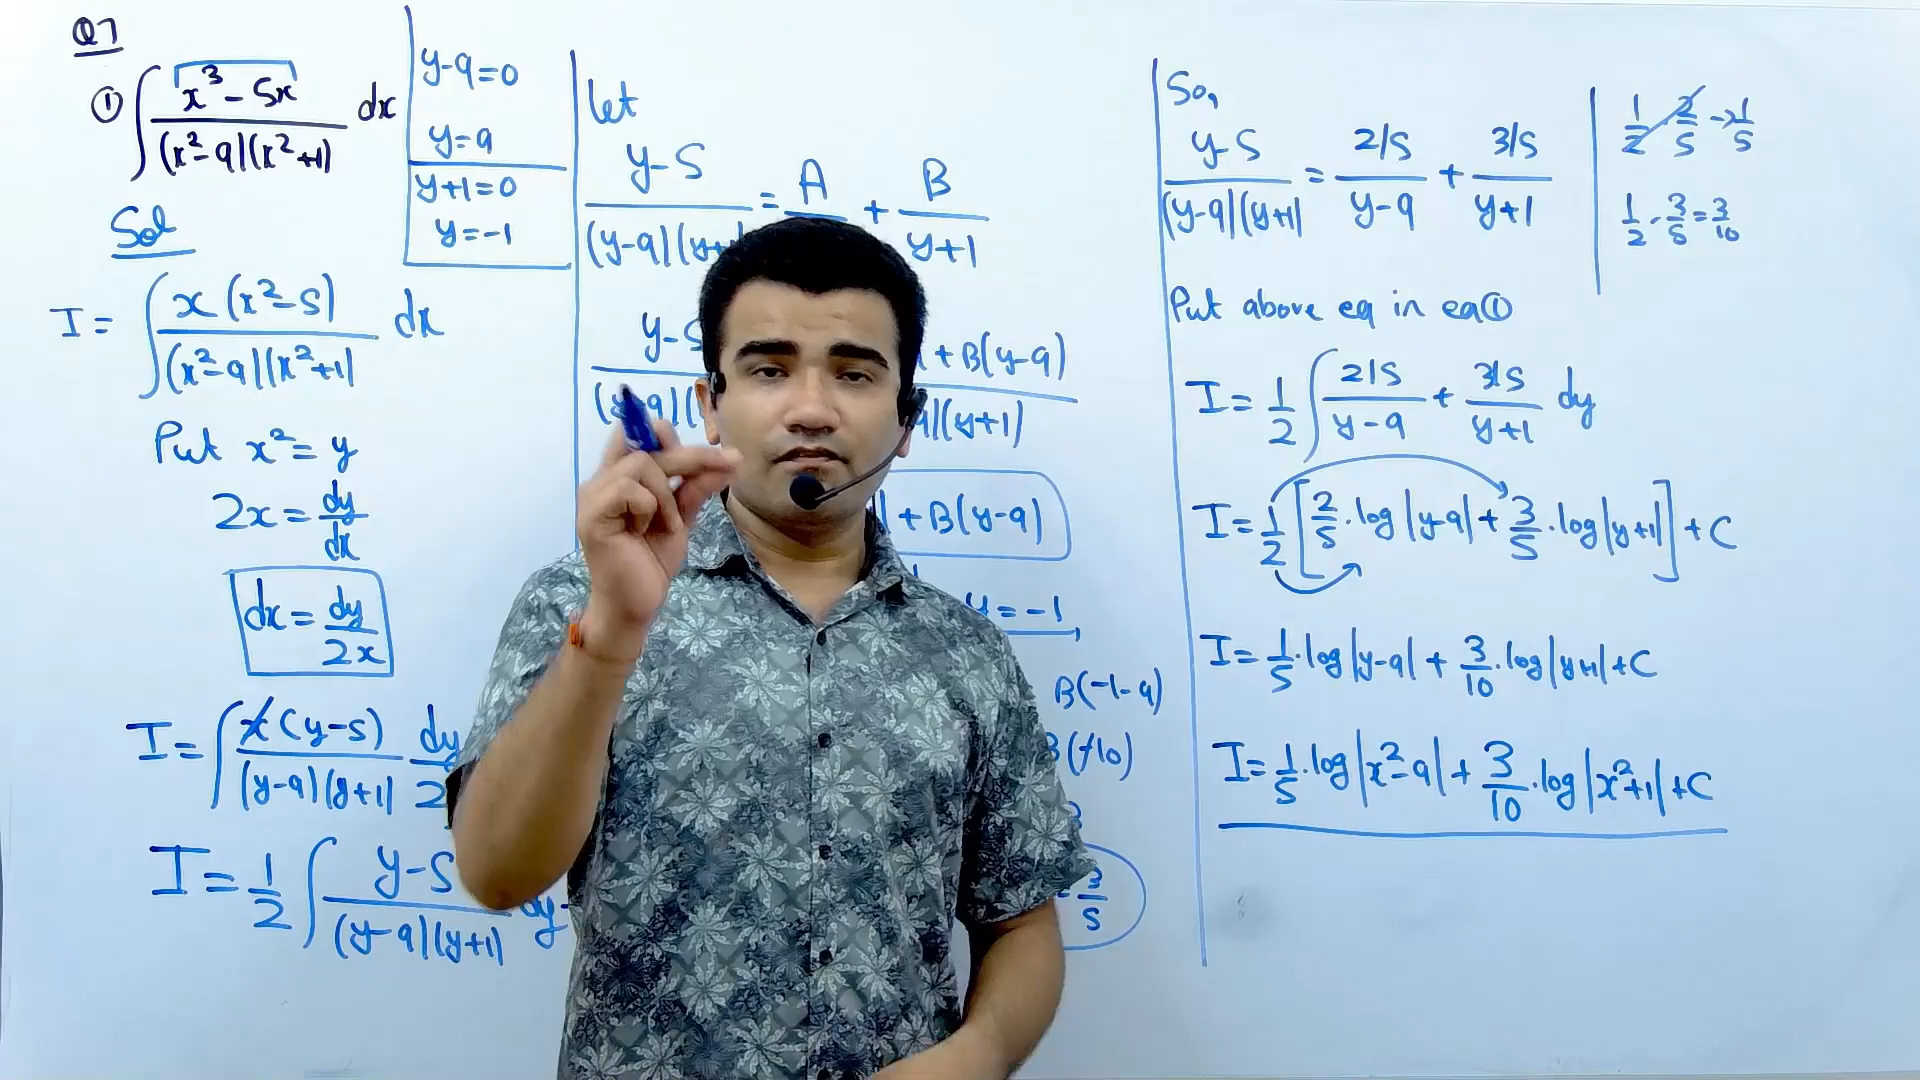 Q7
① ∫ x³ - 5x / (x²-9)(x²+1) dx
Sol
I = ∫ x(x²-5) / (x²-9)(x²+1) dx
Put x² = y
2x = dy/dx
dx = dy/2x
I = ∫ x(y-5) / (y-9)(y+1) dy/2
I = 1/2 ∫ y-5 / (y-9)(y+1) dy
y-9=0
y=9
y+1=0
y=-1
let
y-5 / (y-9)(y+1 = A + B / y+1
y-5 + B(y-9)
(y-9)( (y+1)
+ B(y-9)
y = -1,
B(-1-9)
(-10)
3/5
So,
y-5 / (y-9)(y+1) = 2/5 / y-9 + 3/5 / y+1
1/2 · 2/5 → 1/5
1/2 · 3/5 = 3/10
Put above eq in eq①
I = 1/2 ∫ 2/5 / y-9 + 3/5 / y+1 dy
I = 1/2 [2/5 · log|y-9| + 3/5 · log|y+1|] + C
I = 1/5 · log|y-9| + 3/10 · log|y+1| + C
I = 1/5 · log|x²-9| + 3/10 · log|x²+1| + C